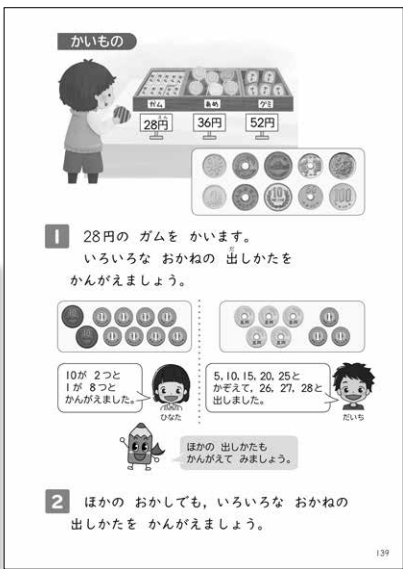 かいもの
ガム
あめ
グミ
28円
36円
52円
1 28円の ガムを かいます。
いろいろな おかねの 出しかたを
かんがえましょう。
10が 2つと
1が 8つと
かんがえました。
ひなた
5, 10, 15, 20, 25と
かぞえて, 26, 27, 28と
出しました。
だいち
ほかの 出しかたも
かんがえて みましょう。
2 ほかの おかしでも, いろいろな おかねの
出しかたを かんがえましょう。
139